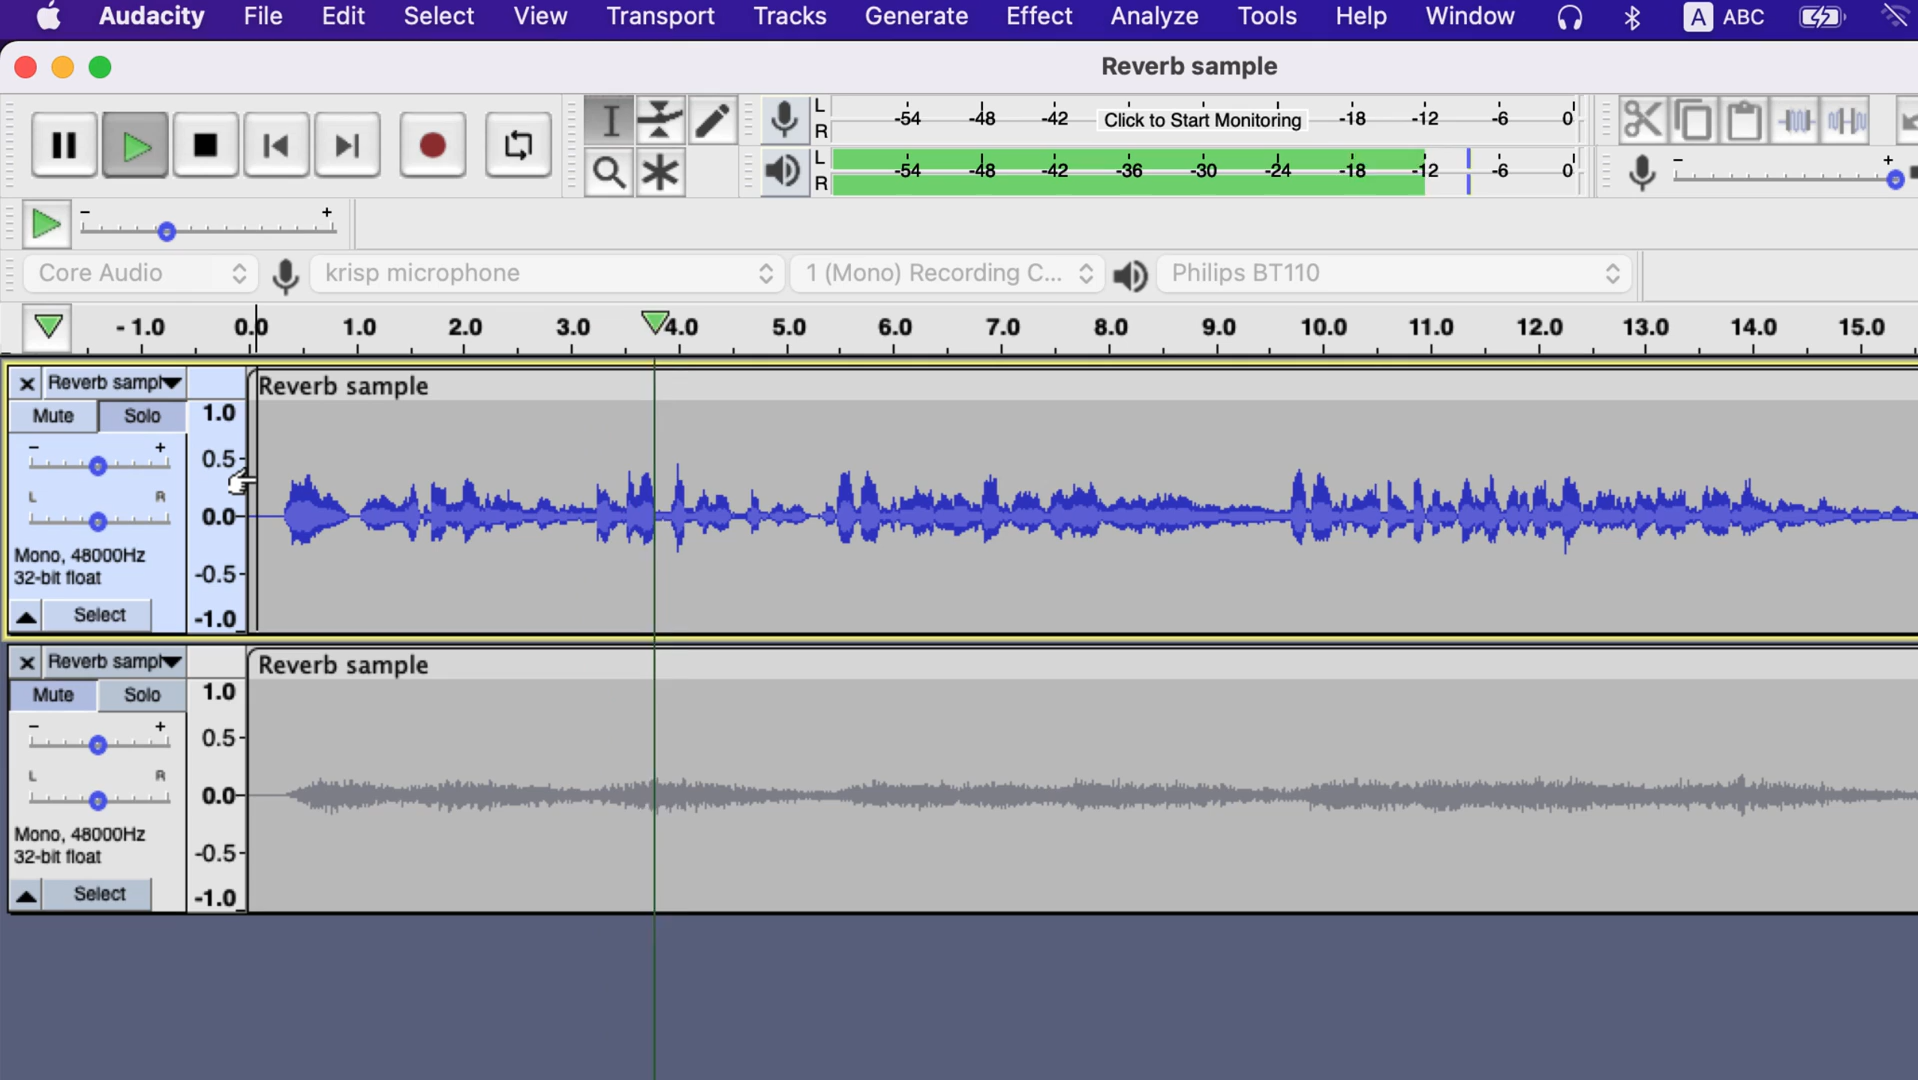 Audacity File Edit Select View Transport Tracks Generate Effect Analyze Tools Help Window A ABC
Reverb sample
L R -54 -48 -42 Click to Start Monitoring -18 -12 -6 0
L R -54 -48 -42 -36 -30 -24 -18 -12 -6 0 - +
- +
Core Audio krisp microphone 1 (Mono) Recording C... Philips BT110
-1.0 0.0 1.0 2.0 3.0 4.0 5.0 6.0 7.0 8.0 9.0 10.0 11.0 12.0 13.0 14.0 15.0
Reverb sampl Reverb sample
Mute Solo 1.0
- + 0.5
L R
0.0
Mono, 48000Hz
32-bit float -0.5
Select -1.0
Reverb sampl Reverb sample
Mute Solo 1.0
- + 0.5
L R
0.0
Mono, 48000Hz
32-bit float -0.5
Select -1.0